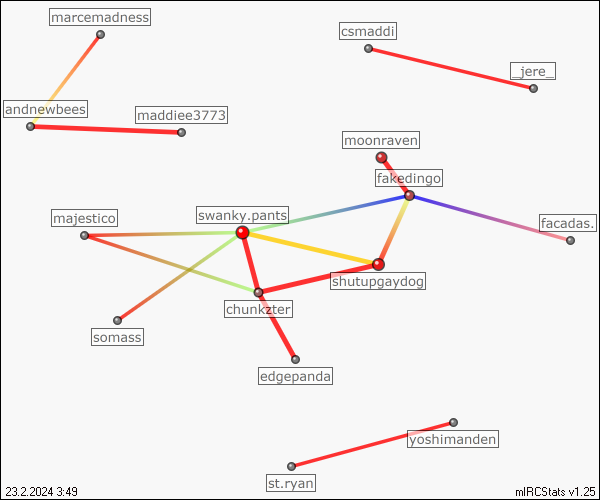 marcemadness
csmaddi
_jere_
andnewbees
maddiee3773
moonraven
fakedingo
majestico
swanky.pants
facadas.
shutupgaydog
chunkzter
somass
edgepanda
yoshimanden
st.ryan
23.2.2024 3:49
mIRCStats v1.25